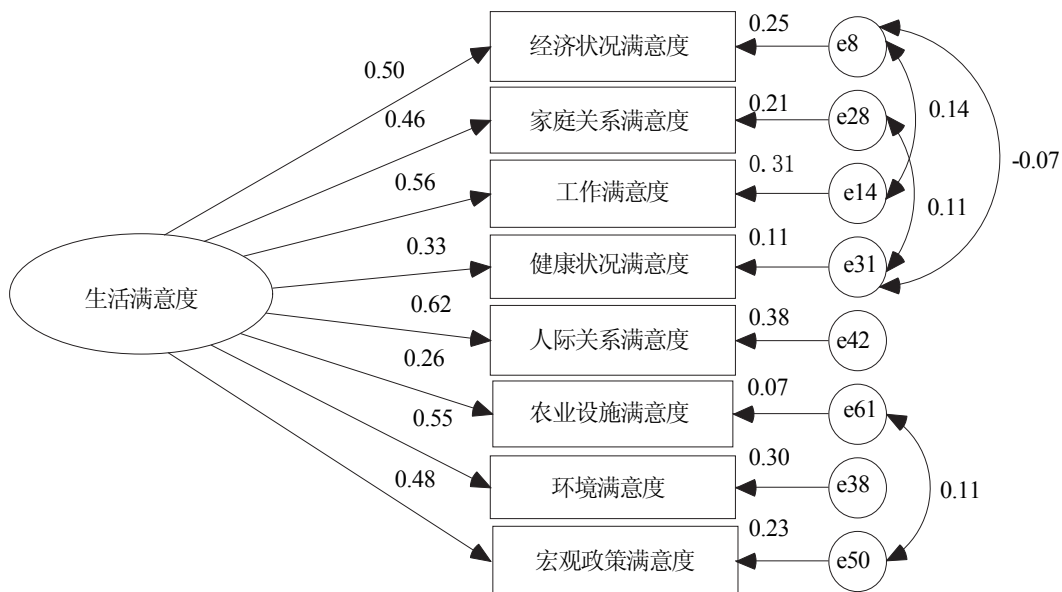 0.25
经济状况满意度
e8
0.50
0.14
0.46
家庭关系满意度
0.21
e28
-0.07
0.56
工作满意度
0.31
e14
0.11
0.33
健康状况满意度
0.11
e31
生活满意度
0.62
人际关系满意度
0.38
e42
0.26
农业设施满意度
0.07
e61
0.55
环境满意度
0.30
e38
0.11
0.48
宏观政策满意度
0.23
e50